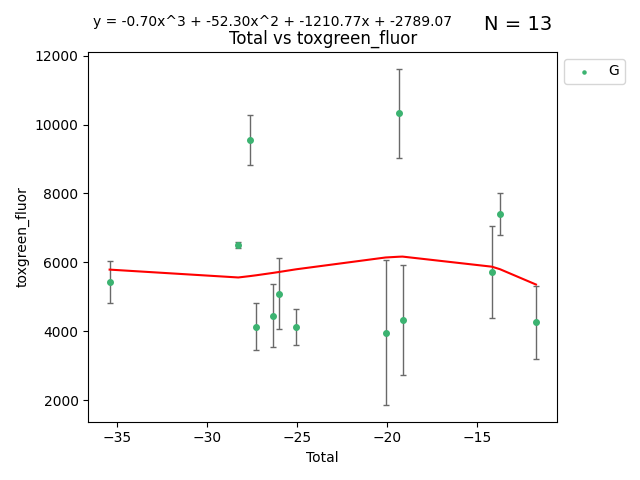 y = -0.70x^3 + -52.30x^2 + -1210.77x + -2789.07
N = 13
Total vs toxgreen_fluor
G
12000
10000
8000
6000
4000
2000
toxgreen_fluor
−35
−30
−25
−20
−15
Total